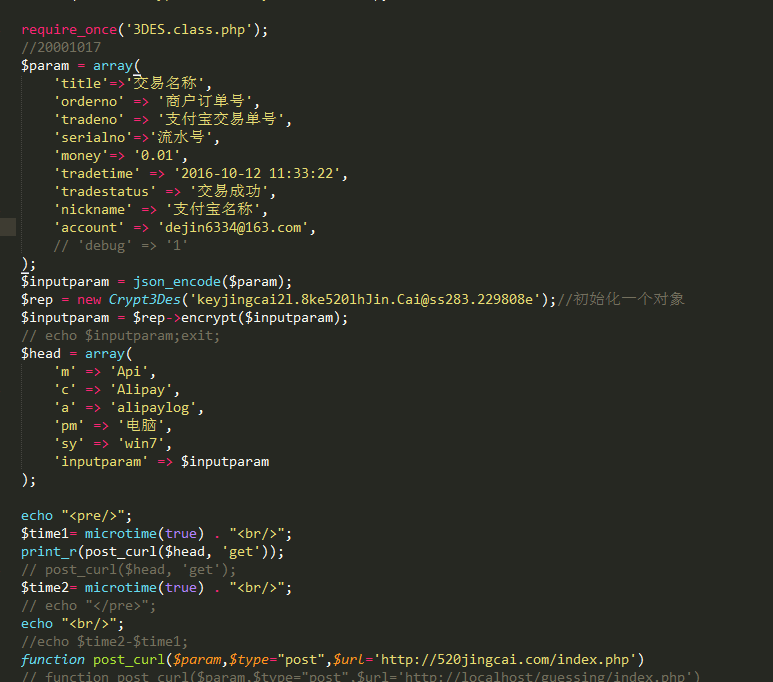 require_once('3DES.class.php');
//20001017
$param = array(
'title'=>'交易名称',
'orderno' => '商户订单号',
'tradeno' => '支付宝交易单号',
'serialno'=>'流水号',
'money'=> '0.01',
'tradetime' => '2016-10-12 11:33:22',
'tradestatus' => '交易成功',
'nickname' => '支付宝名称',
'account' => 'dejin6334@163.com',
// 'debug' => '1'
);
$inputparam = json_encode($param);
$rep = new Crypt3Des('keyjingcai2l.8ke520lhJin.Cai@ss283.229808e');//初始化一个对象
$inputparam = $rep->encrypt($inputparam);
// echo $inputparam;exit;
$head = array(
'm' => 'Api',
'c' => 'Alipay',
'a' => 'alipaylog',
'pm' => '电脑',
'sy' => 'win7',
'inputparam' => $inputparam
);
echo "<pre/>";
$time1= microtime(true) . "<br/>";
print_r(post_curl($head, 'get'));
// post_curl($head, 'get');
$time2= microtime(true) . "<br/>";
// echo "</pre>";
echo "<br/>";
//echo $time2-$time1;
function post_curl($param,$type="post",$url='http://520jingcai.com/index.php')
// function post_curl($param,$type="post",$url='http://localhost/guessing/index.php')